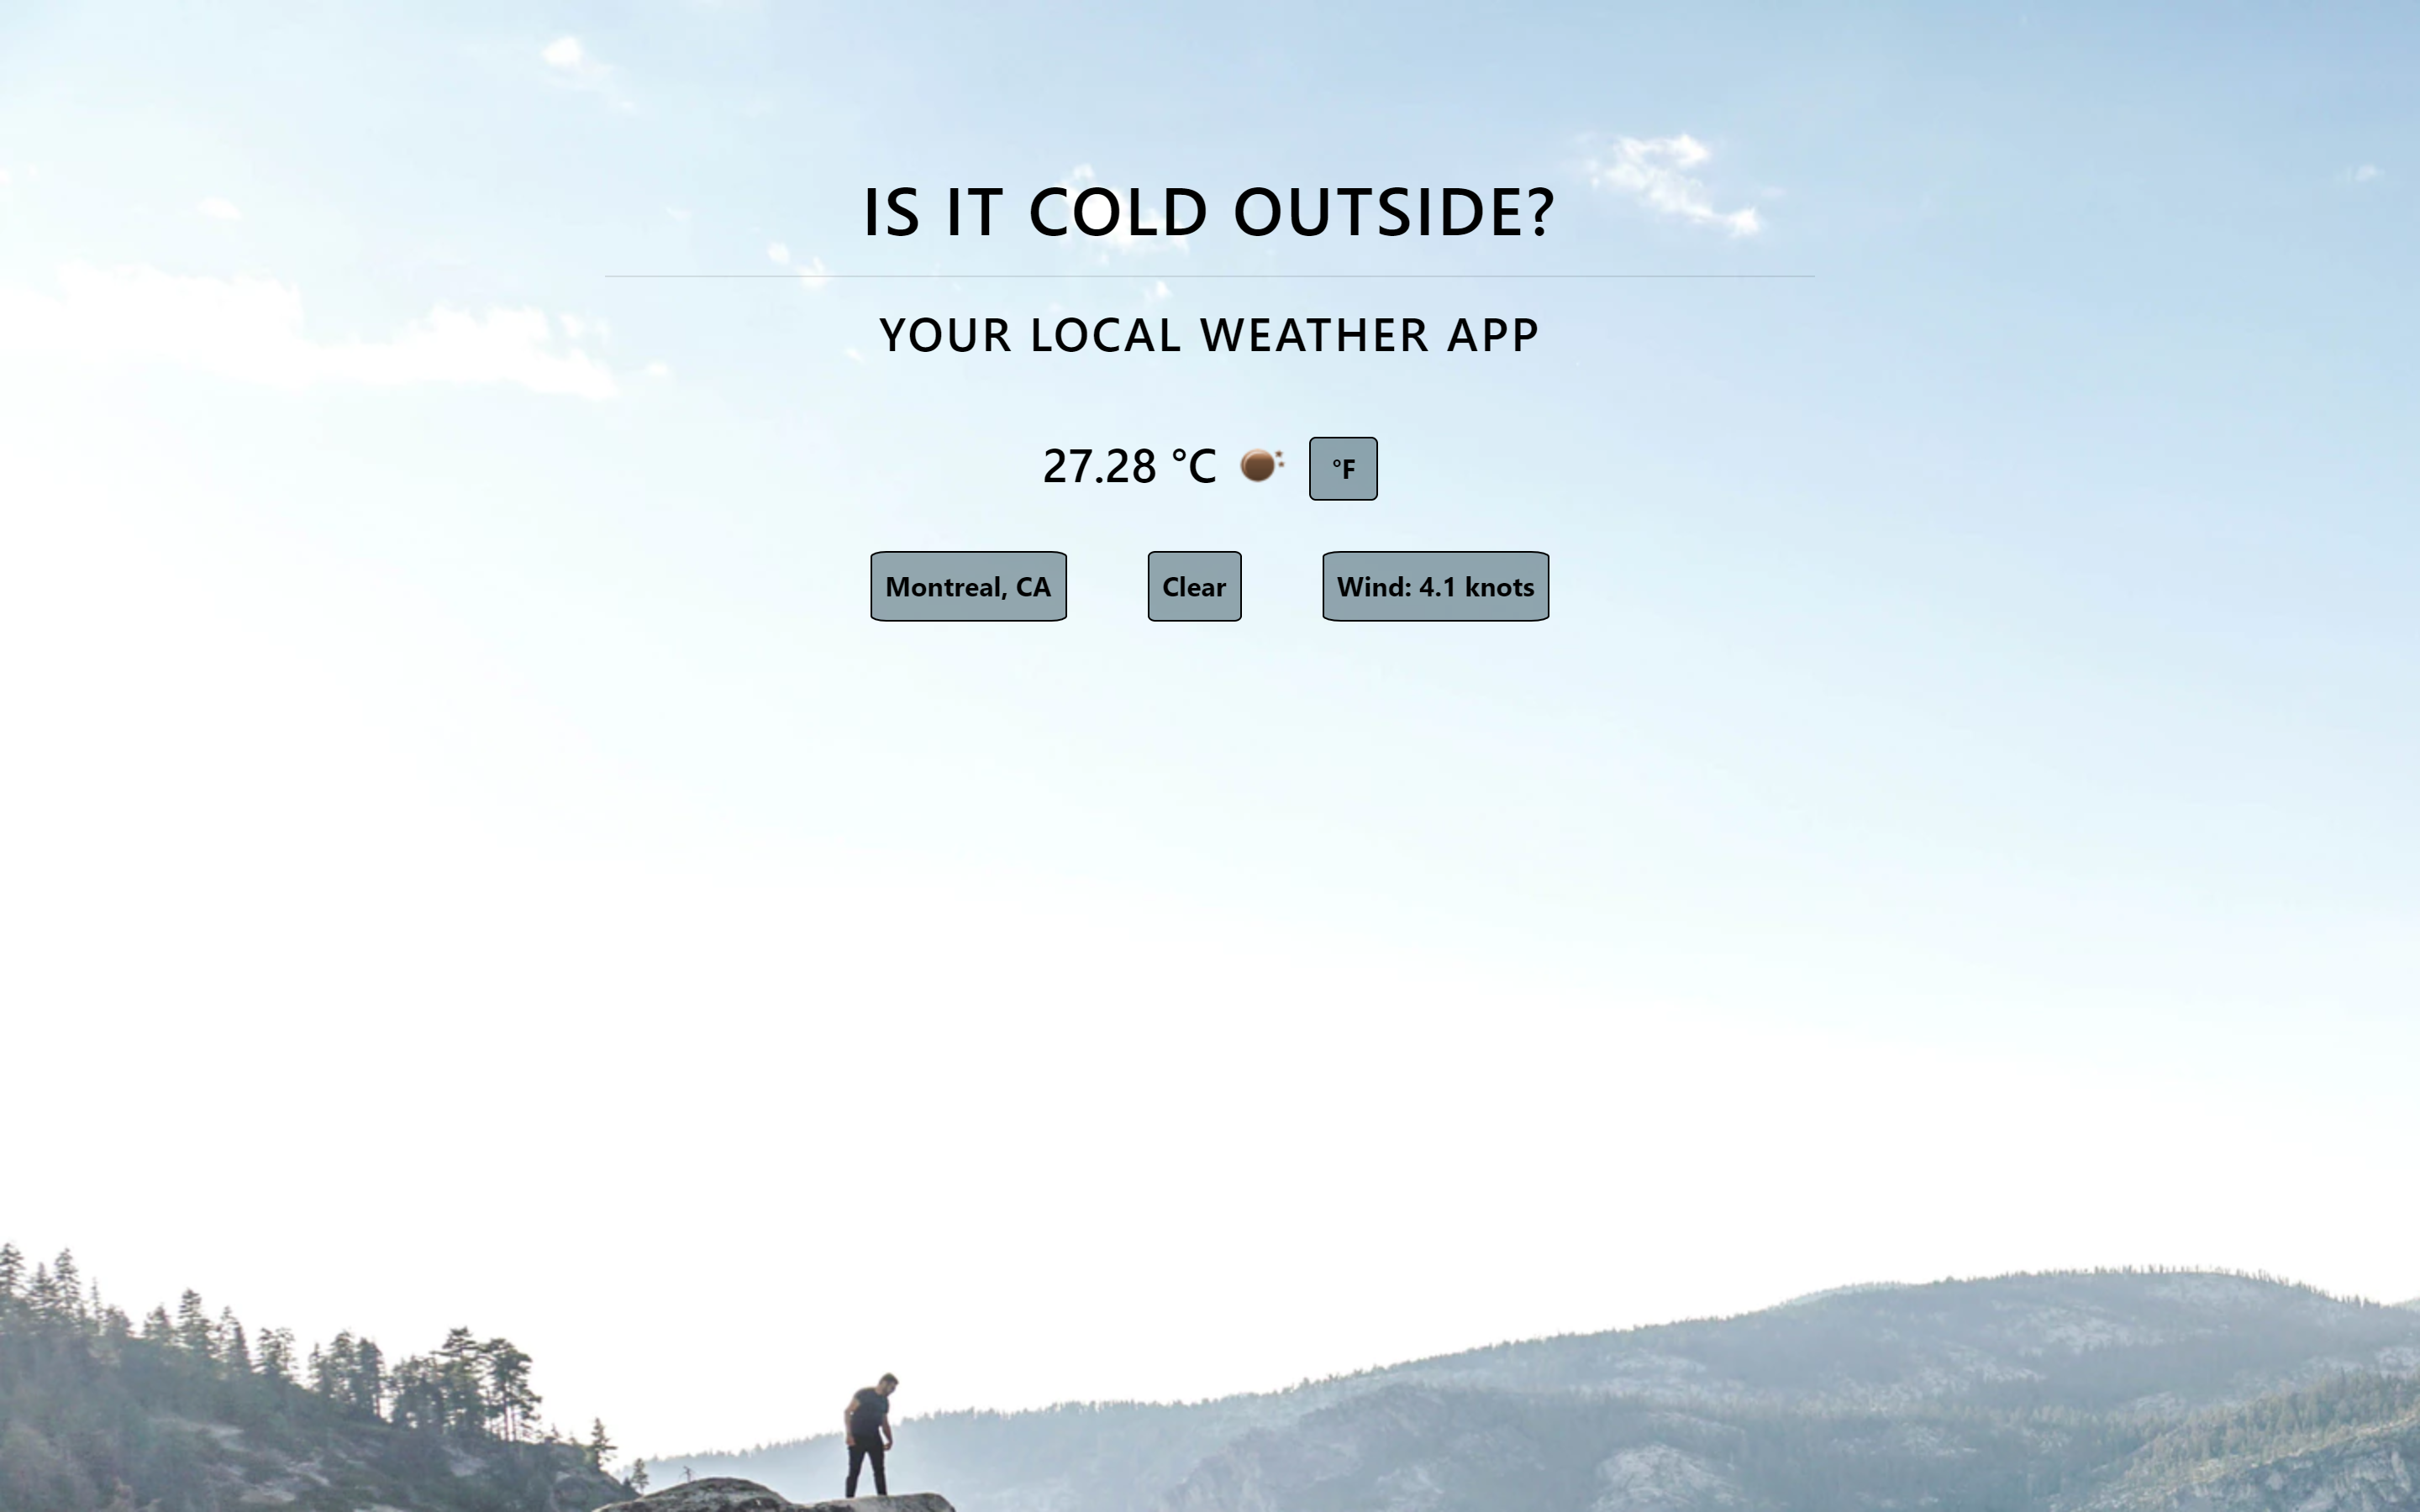 IS IT COLD OUTSIDE?
YOUR LOCAL WEATHER APP
27.28 °C °F
Montreal, CA Clear Wind: 4.1 knots